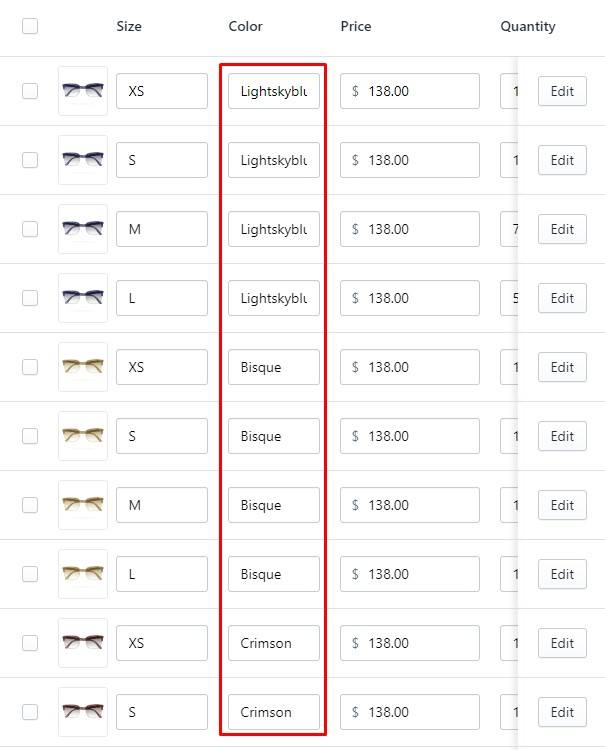 Size Color Price Quantity
XS Lightskyblu $ 138.00 1 Edit
S Lightskyblu $ 138.00 1 Edit
M Lightskyblu $ 138.00 7 Edit
L Lightskyblu $ 138.00 5 Edit
XS Bisque $ 138.00 1 Edit
S Bisque $ 138.00 1 Edit
M Bisque $ 138.00 1 Edit
L Bisque $ 138.00 1 Edit
XS Crimson $ 138.00 1 Edit
S Crimson $ 138.00 1 Edit